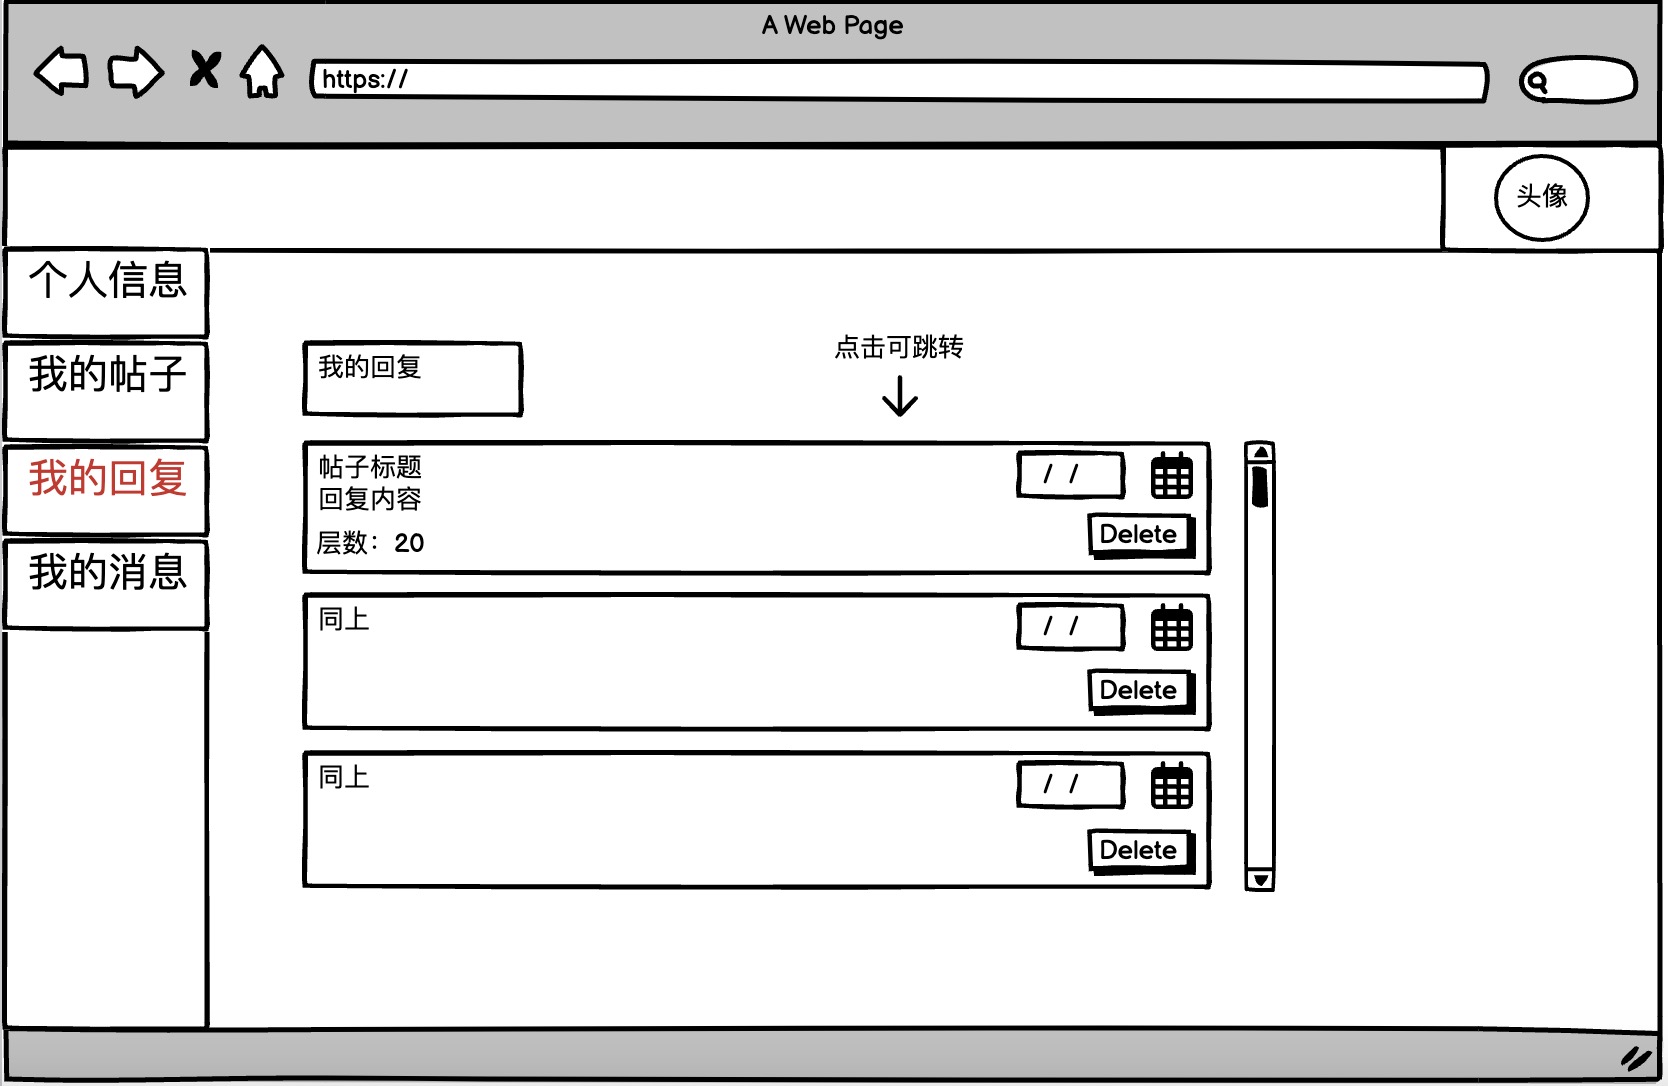 A Web Page
https://
头像
个人信息
我的帖子
我的回复
我的消息
我的回复
点击可跳转
帖子标题
回复内容
层数：20
/ /
Delete
同上
/ /
Delete
同上
/ /
Delete